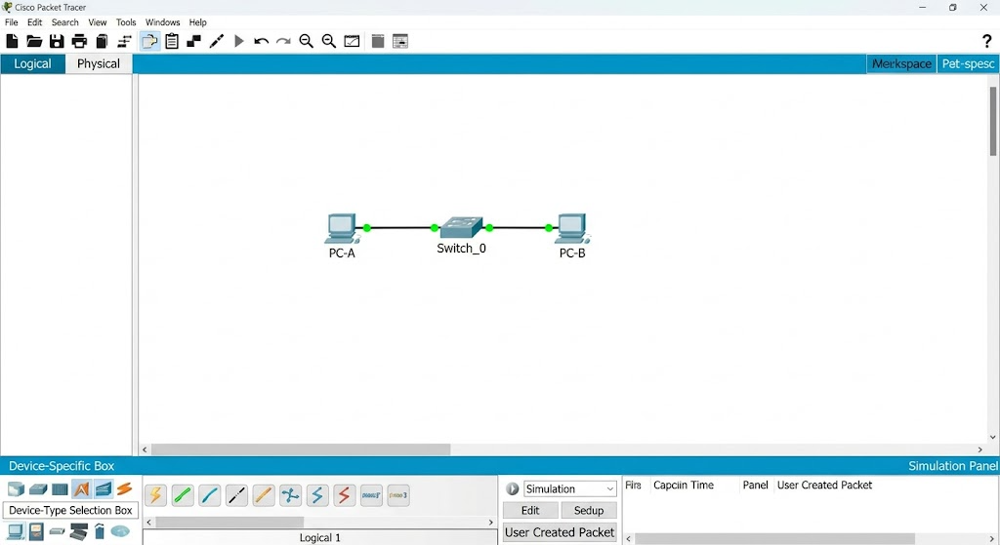 Cisco Packet Tracer
File Edit Search View Tools Windows Help
?
Logical Physical Merkspace Pet-spesc
PC-A
Switch_0
PC-B
Device-Specific Box
Simulation Panel
Device-Type Selection Box
Logical 1
Simulation
Edit Sedup
User Created Packet
Firs Capciin Time Panel User Created Packet